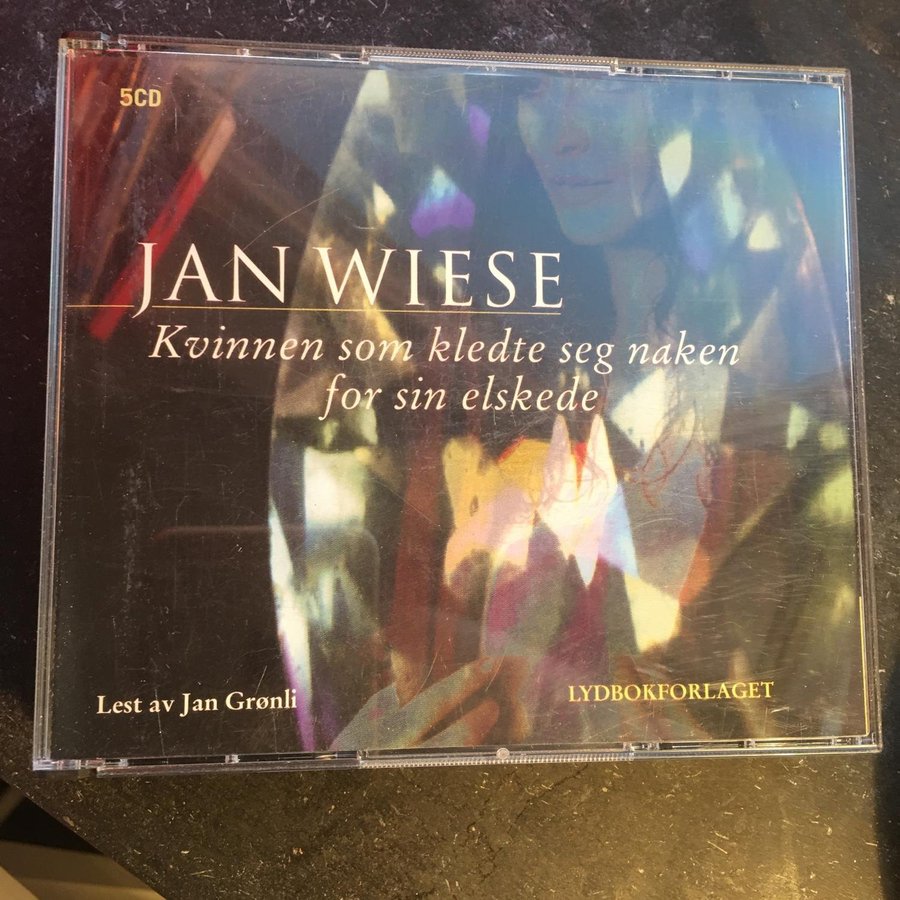 5CD
JAN WIESE
Kvinnen som kledte seg naken
for sin elskede
Lest av Jan Grønli
LYDBOKFORLAGET